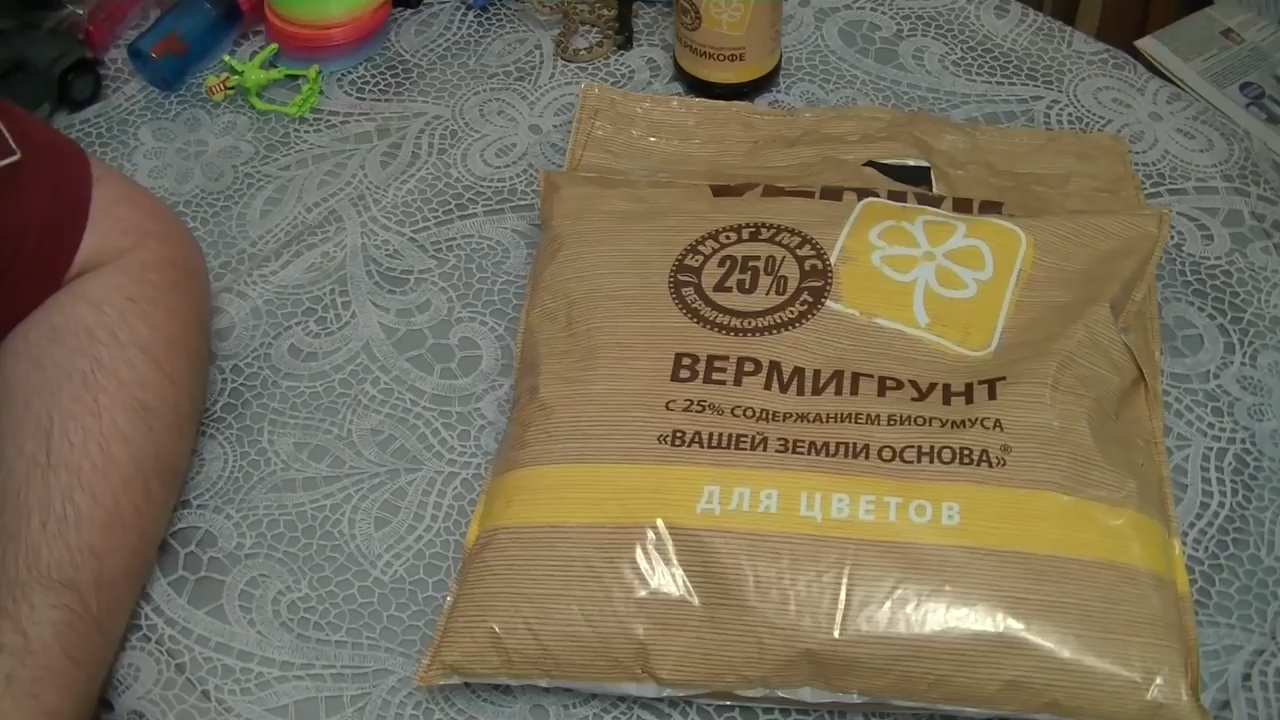 ВЕРМИКОФЕ
БИОГУМУС
25%
ВЕРМИКОМПОСТ
ВЕРМИГРУНТ
С 25% СОДЕРЖАНИЕМ БИОГУМУСА
«ВАШЕЙ ЗЕМЛИ ОСНОВА»®
ДЛЯ ЦВЕТОВ